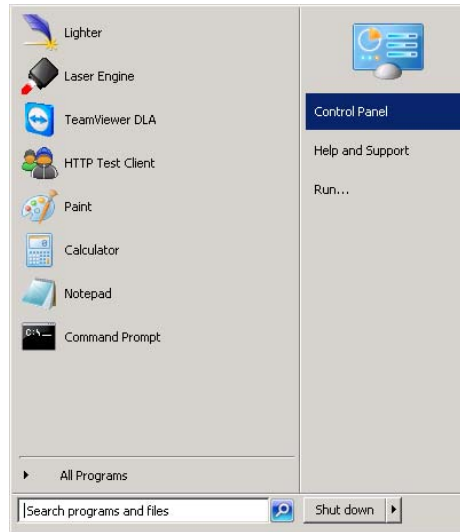 Lighter
Laser Engine
TeamViewer DLA
HTTP Test Client
Paint
Calculator
Notepad
C:\
Command Prompt
All Programs
Search programs and files
Control Panel
Help and Support
Run...
Shut down